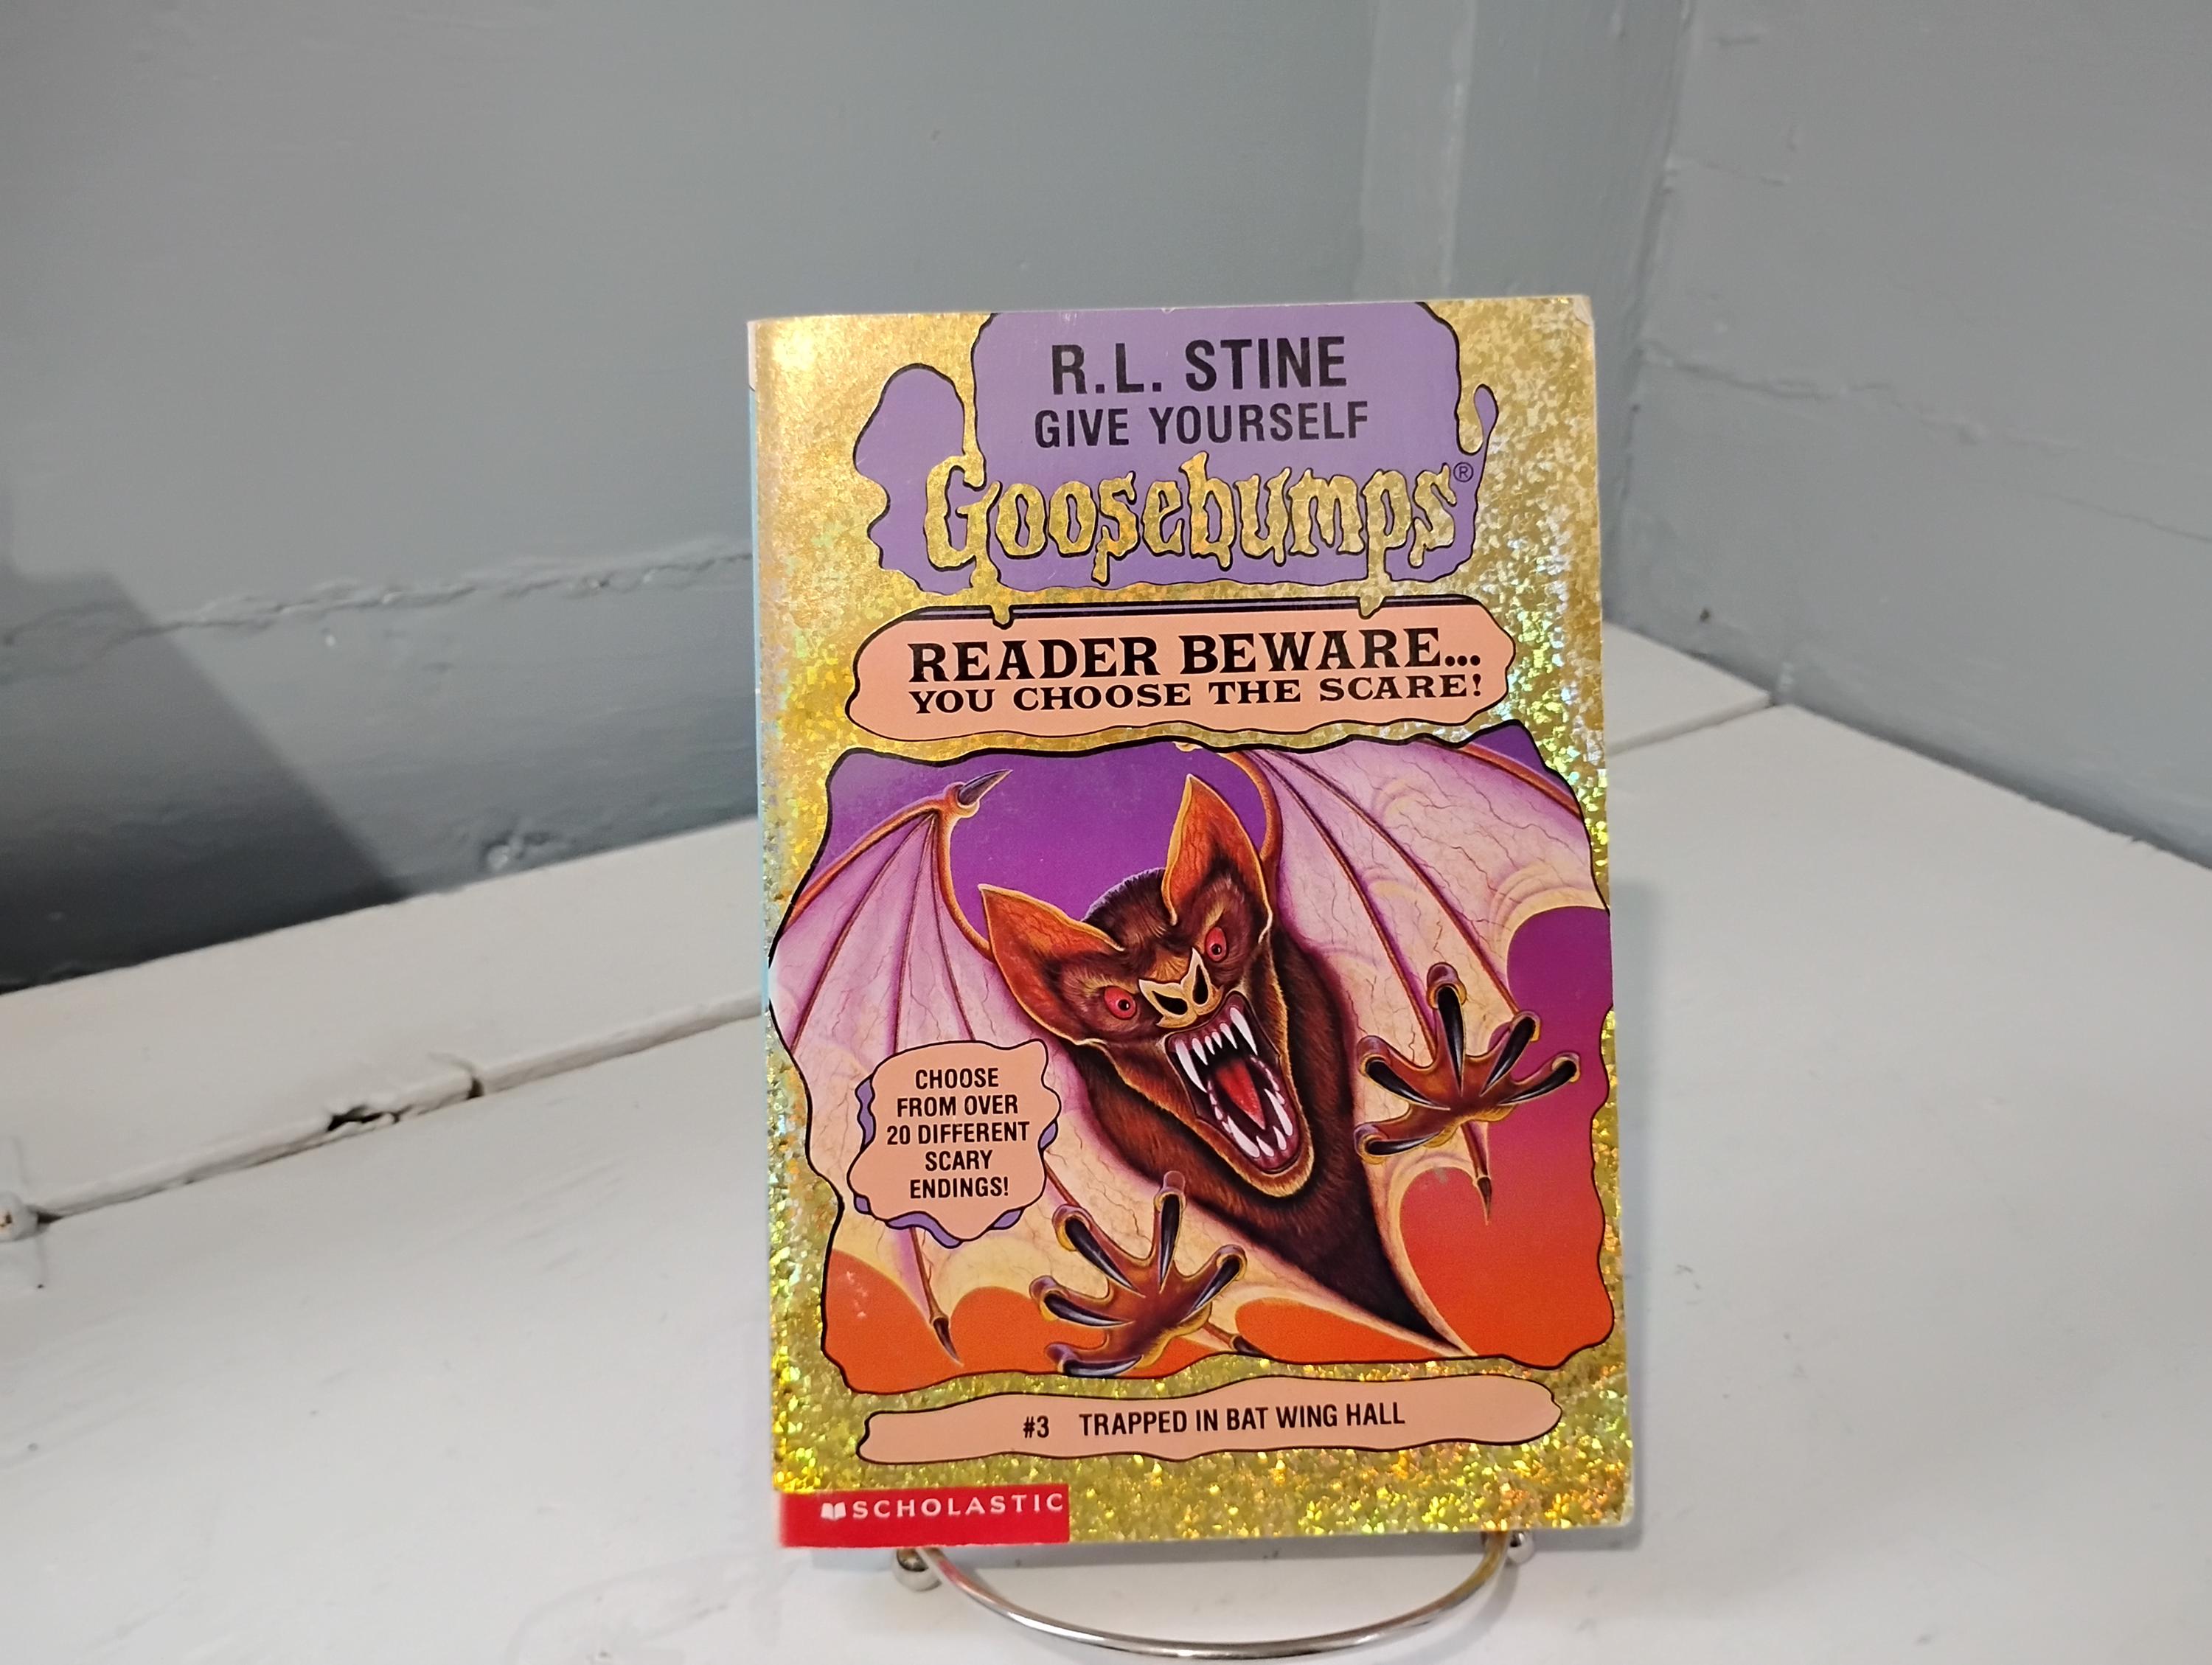 R.L. STINE
GIVE YOURSELF
Goosebumps®
READER BEWARE...
YOU CHOOSE THE SCARE!
CHOOSE
FROM OVER
20 DIFFERENT
SCARY
ENDINGS!
#3 TRAPPED IN BAT WING HALL
SCHOLASTIC